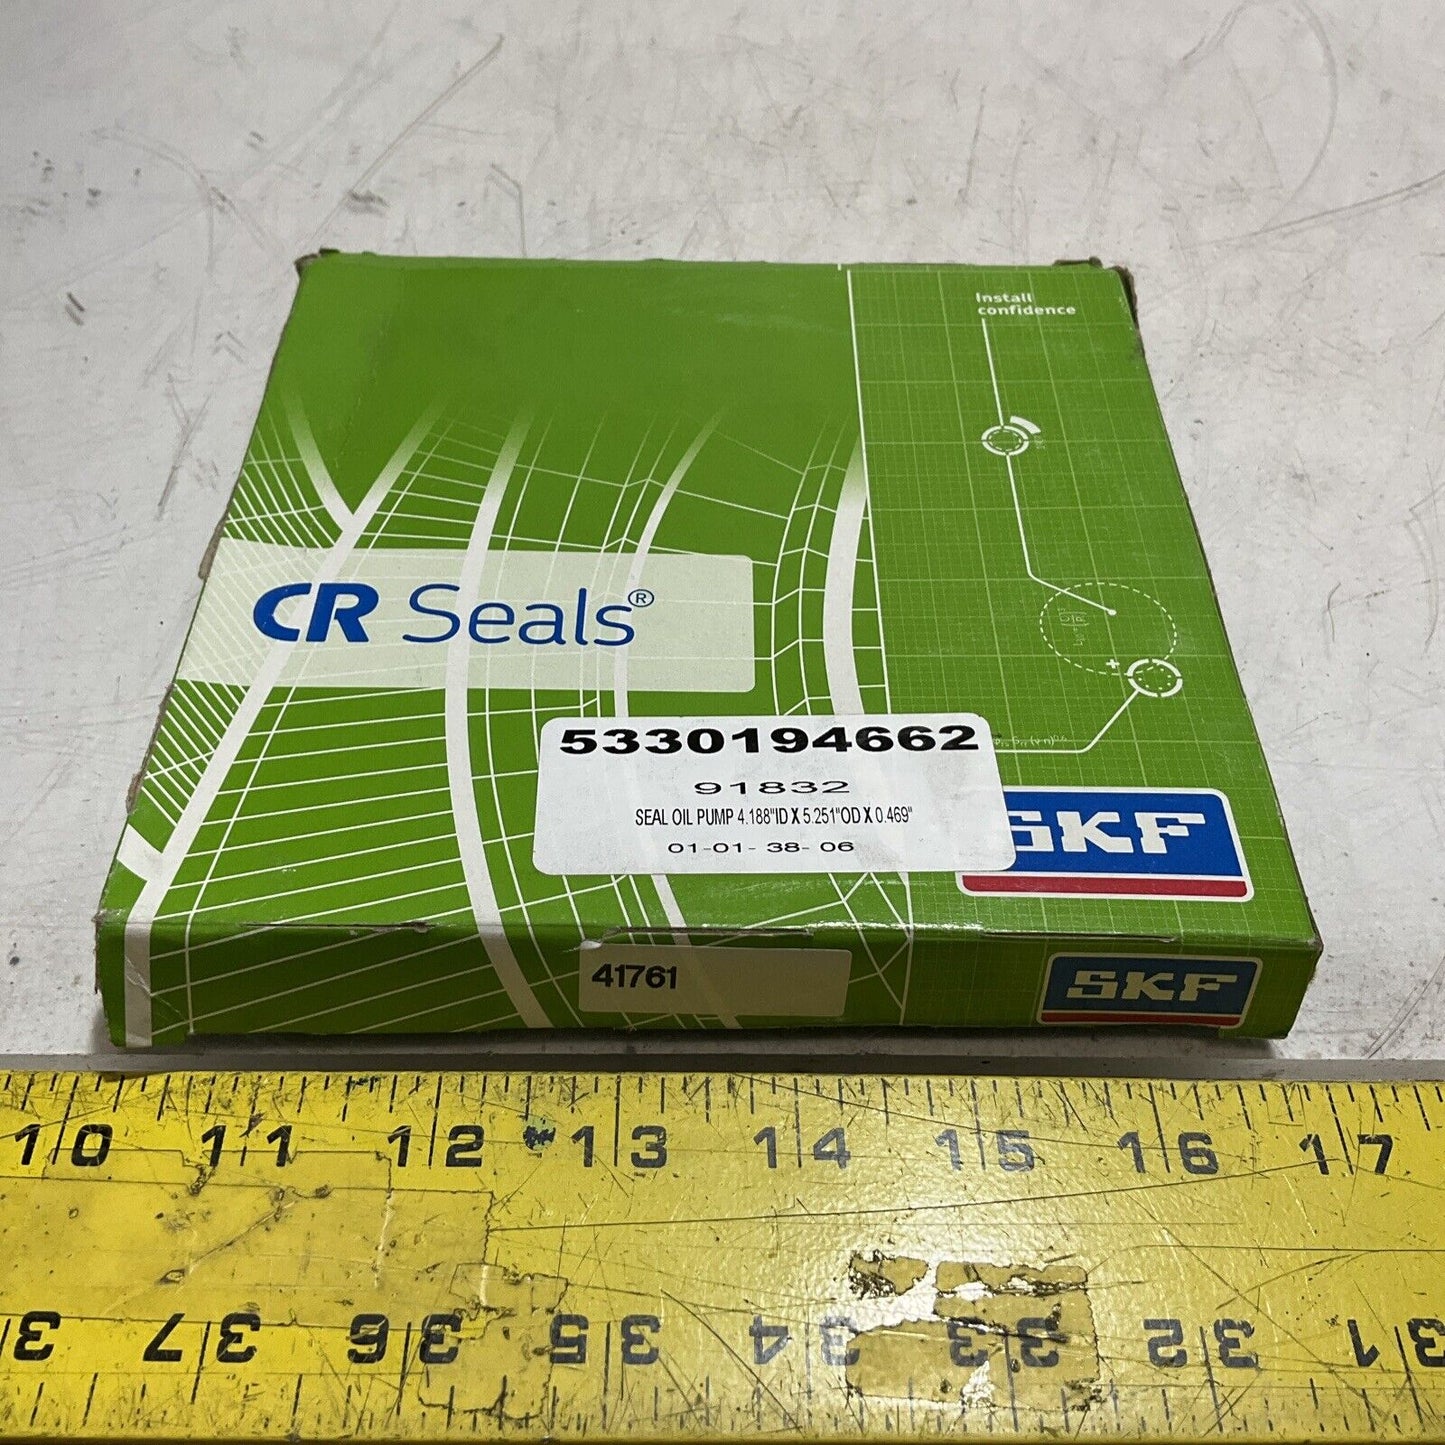 Install
confidence
CR Seals®
5330194662
91832
SEAL OIL PUMP 4.188"ID X 5.251"OD X 0.469"
01-01- 38- 06
SKF
41761
SKF
10 11 12 13 14 15 16 17
37 36 35 34 33 32 31